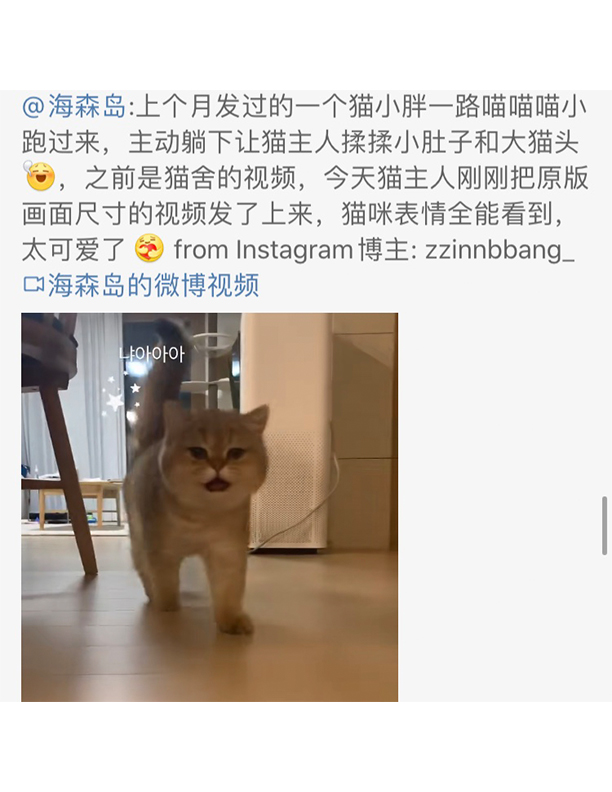 @海森岛:上个月发过的一个猫小胖一路喵喵喵小
跑过来，主动躺下让猫主人揉揉小肚子和大猫头
，之前是猫舍的视频，今天猫主人刚刚把原版
画面尺寸的视频发了上来，猫咪表情全能看到，
太可爱了 from Instagram博主: zzinnbbang_
海森岛的微博视频
냐아아아